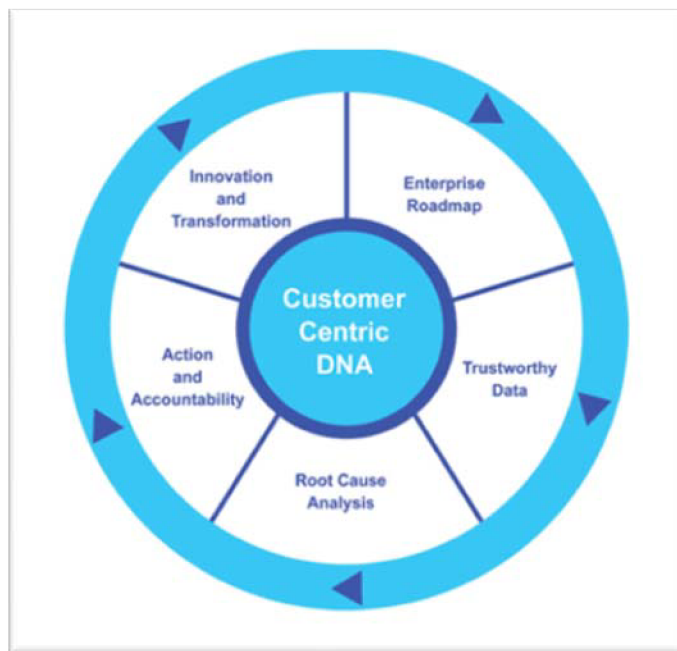 Innovation
and
Transformation
Enterprise
Roadmap
Customer
Centric
DNA
Action
and
Accountability
Trustworthy
Data
Root Cause
Analysis